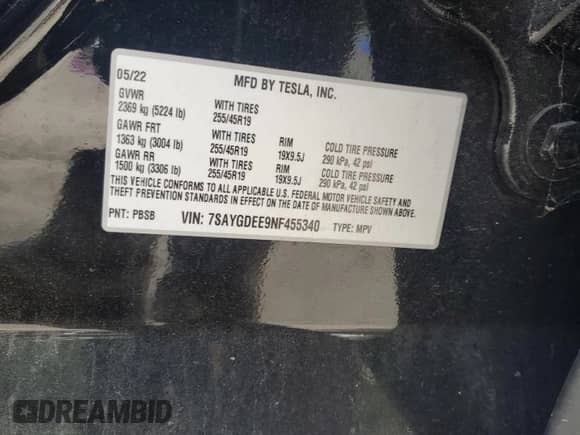 05/22 MFD BY TESLA, INC.
GVWR
2369 kg (5224 lb) WITH TIRES
255/45R19
GAWR FRT
1363 kg (3004 lb) WITH TIRES RIM COLD TIRE PRESSURE
255/45R19 19X9.5J 290 kPa, 42 psi
GAWR RR
1500 kg (3306 lb) WITH TIRES RIM COLD TIRE PRESSURE
255/45R19 19X9.5J 290 kPa, 42 psi
THIS VEHICLE CONFORMS TO ALL APPLICABLE U.S. FEDERAL MOTOR VEHICLE SAFETY AND
THEFT PREVENTION STANDARDS IN EFFECT ON THE DATE OF MANUFACTURE SHOWN ABOVE.
PNT: PBSB VIN: 7SAYGDEE9NF455340 TYPE: MPV
DREAMBID